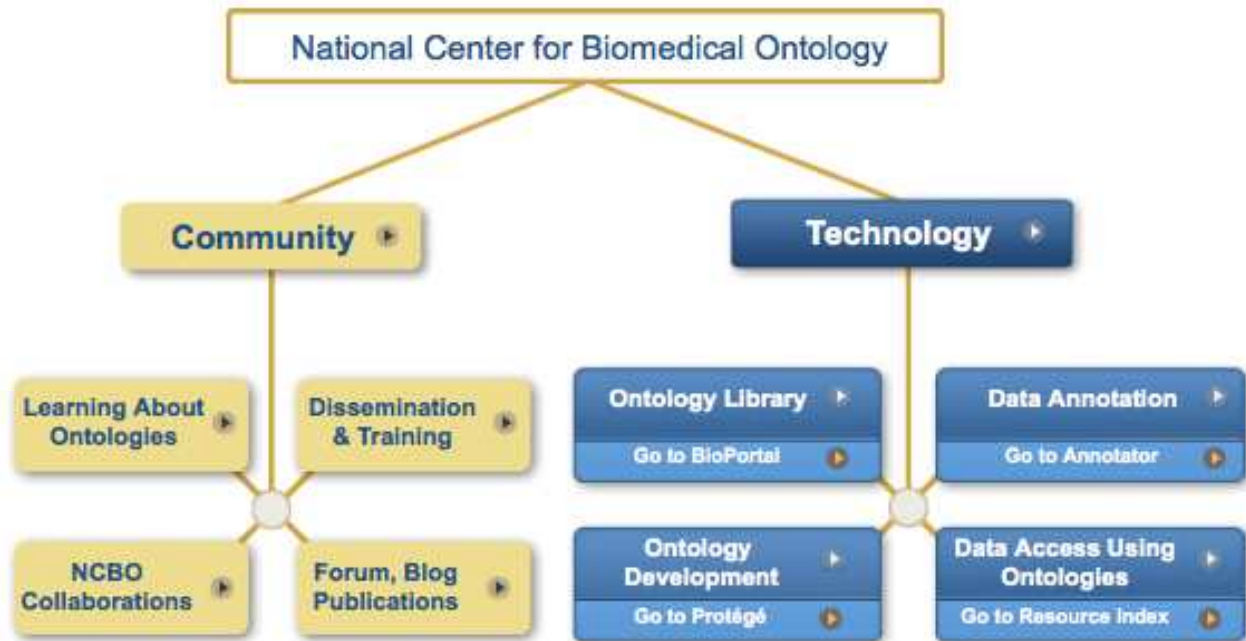 National Center for Biomedical Ontology
Community
Technology
Learning About
Ontologies
Dissemination
& Training
Ontology Library
Go to BioPortal
Data Annotation
Go to Annotator
NCBO
Collaborations
Forum, Blog
Publications
Ontology
Development
Go to Protégé
Data Access Using
Ontologies
Go to Resource Index